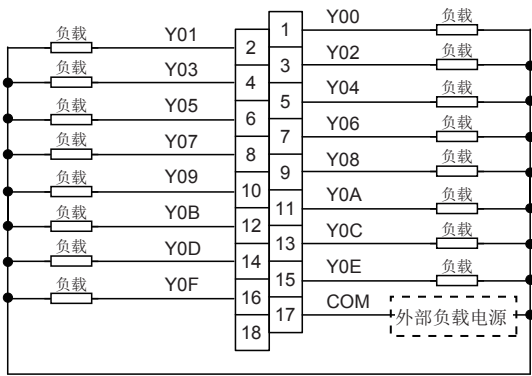 Y00 负载
负载 Y01
1
2
Y02 负载
负载 Y03
3
4
Y04 负载
负载 Y05
5
6
Y06 负载
负载 Y07
7
8
Y08 负载
负载 Y09
9
10
Y0A 负载
负载 Y0B
11
12
Y0C 负载
负载 Y0D
13
14
Y0E 负载
负载 Y0F
15
16
COM 外部负载电源
17
18